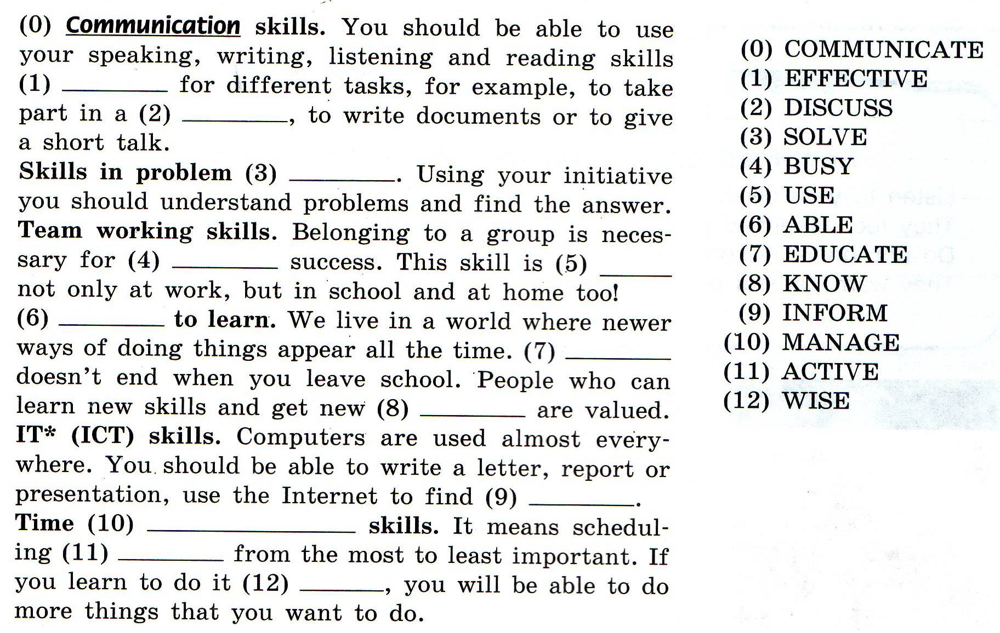 (0) Communication skills. You should be able to use
your speaking, writing, listening and reading skills
(1) ________ for different tasks, for example, to take
part in a (2) ________, to write documents or to give
a short talk.
Skills in problem (3) ________. Using your initiative
you should understand problems and find the answer.
Team working skills. Belonging to a group is neces-
sary for (4) ________ success. This skill is (5) ______
not only at work, but in school and at home too!
(6) ________ to learn. We live in a world where newer
ways of doing things appear all the time. (7) ________
doesn't end when you leave school. People who can
learn new skills and get new (8) ________ are valued.
IT* (ICT) skills. Computers are used almost every-
where. You should be able to write a letter, report or
presentation, use the Internet to find (9) ________.
Time (10) ________________ skills. It means schedul-
ing (11) ________ from the most to least important. If
you learn to do it (12) ______, you will be able to do
more things that you want to do.
(0) COMMUNICATE
(1) EFFECTIVE
(2) DISCUSS
(3) SOLVE
(4) BUSY
(5) USE
(6) ABLE
(7) EDUCATE
(8) KNOW
(9) INFORM
(10) MANAGE
(11) ACTIVE
(12) WISE